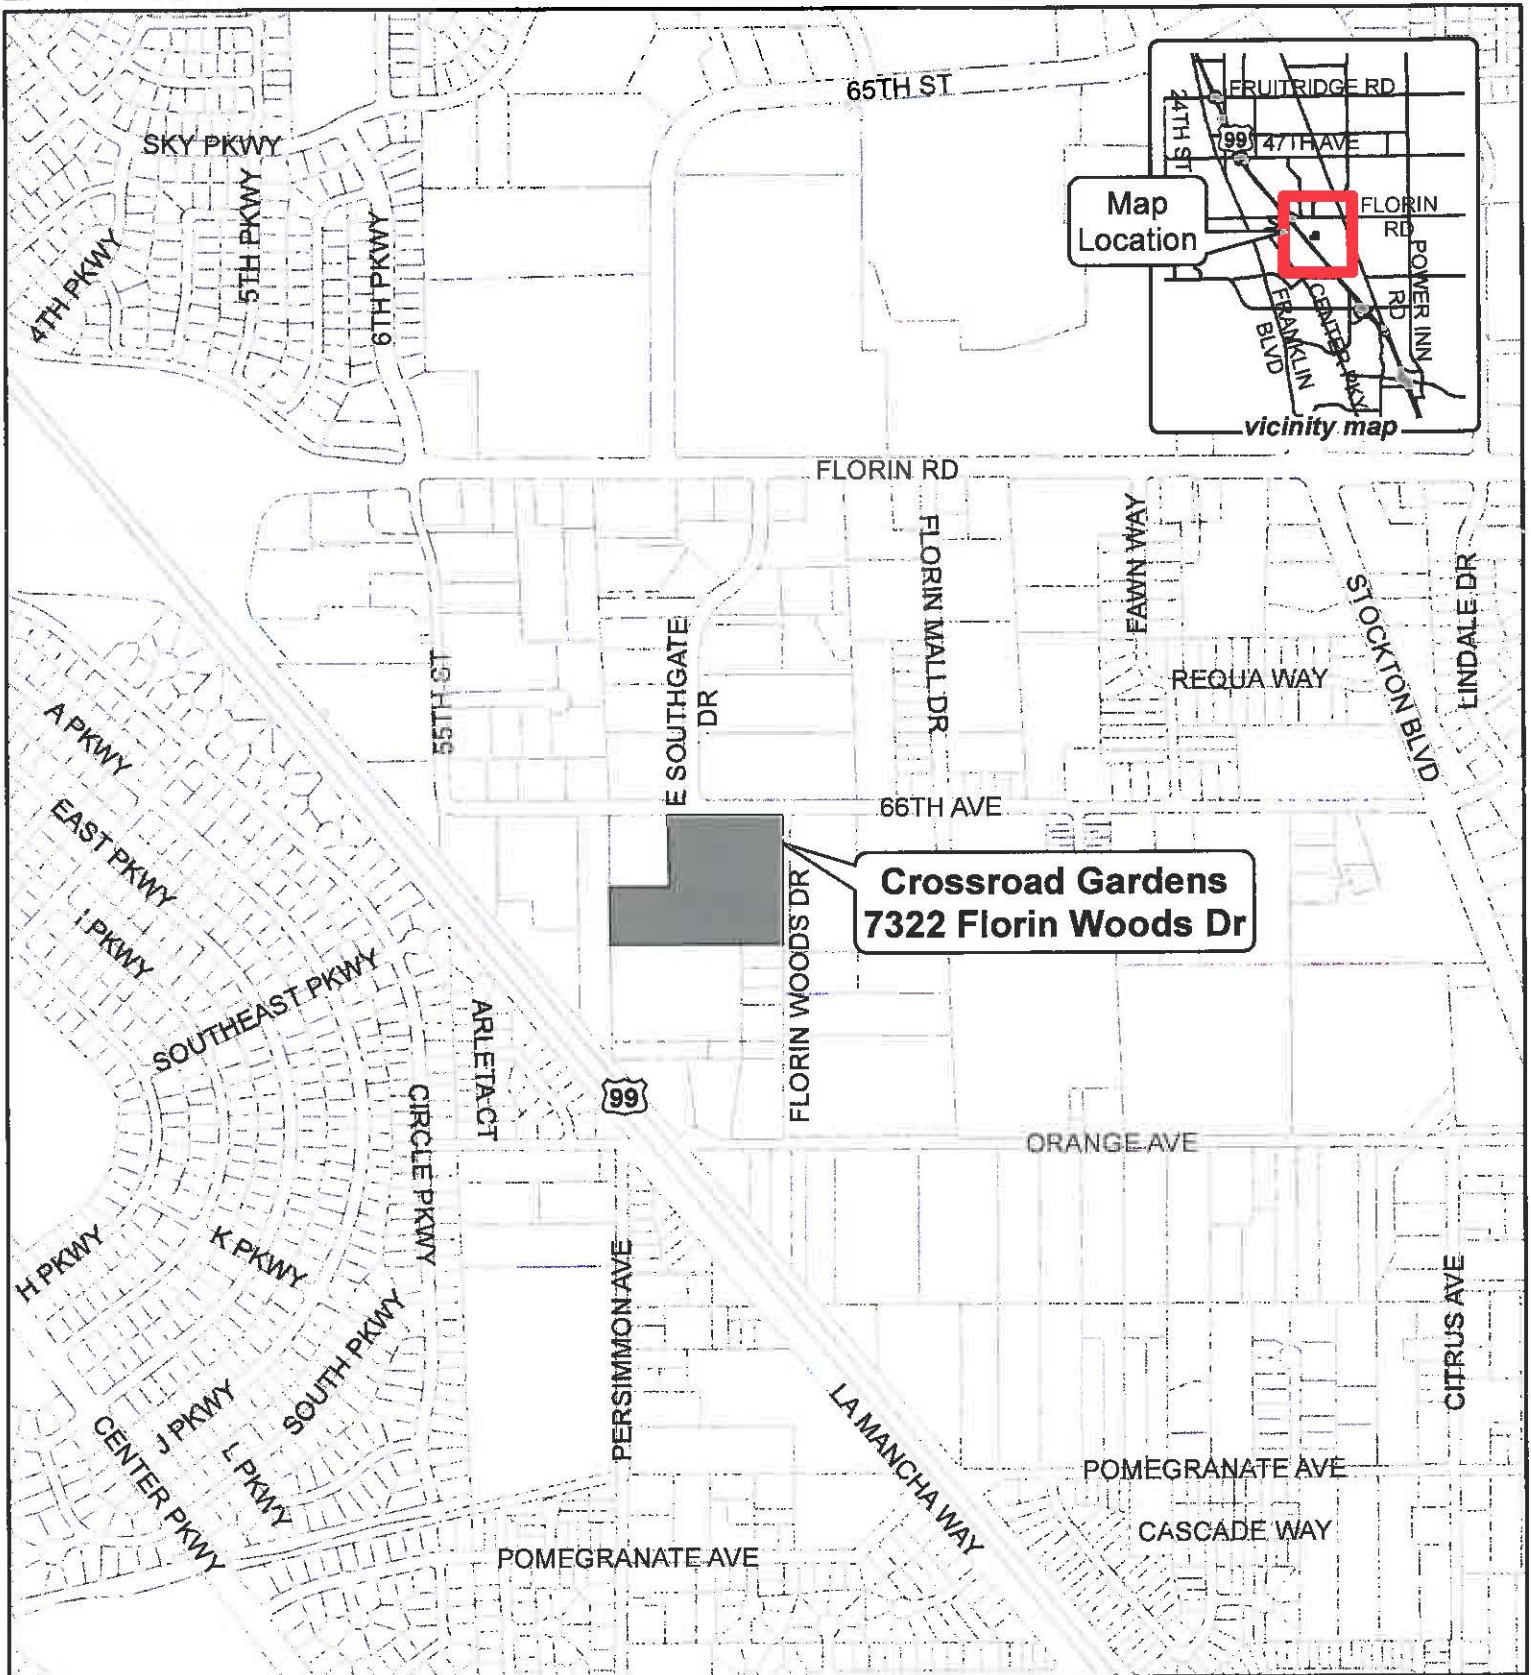 65TH ST
SKY PKWY
5TH PKWY
4TH PKWY
6TH PKWY
FRUITRIDGE RD
24TH ST
99
47TH AVE
Map
Location
FLORIN
RD
POWER INN
RD
CENTER PKY
FRANKLIN
BLVD
vicinity map
FLORIN RD
FLORIN MALL DR
FAWN WAY
STOCKTON BLVD
LINDALE DR
E SOUTHGATE
DR
55TH ST
REQUA WAY
A PKWY
EAST PKWY
I PKWY
66TH AVE
Crossroad Gardens
7322 Florin Woods Dr
FLORIN WOODS DR
SOUTHEAST PKWY
ARLETA CT
99
CIRCLE PKWY
ORANGE AVE
H PKWY
K PKWY
PERSIMMON AVE
CITRUS AVE
SOUTH PKWY
J PKWY
L PKWY
CENTER PKWY
LA MANCHA WAY
POMEGRANATE AVE
CASCADE WAY
POMEGRANATE AVE